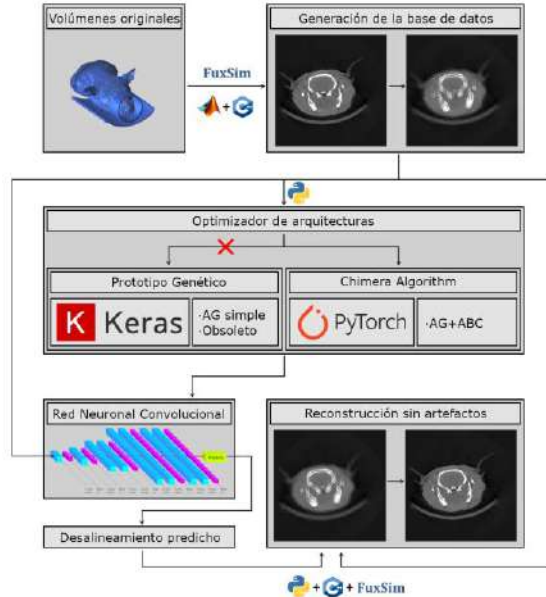 Volúmenes originales
Generación de la base de datos
FuxSim
+
Optimizador de arquitecturas
Prototipo Genético
Chimera Algorithm
K Keras
·AG simple
·Obsoleto
PyTorch
·AG+ABC
Red Neuronal Convolucional
Reconstrucción sin artefactos
Desalineamiento predicho
+ + FuxSim